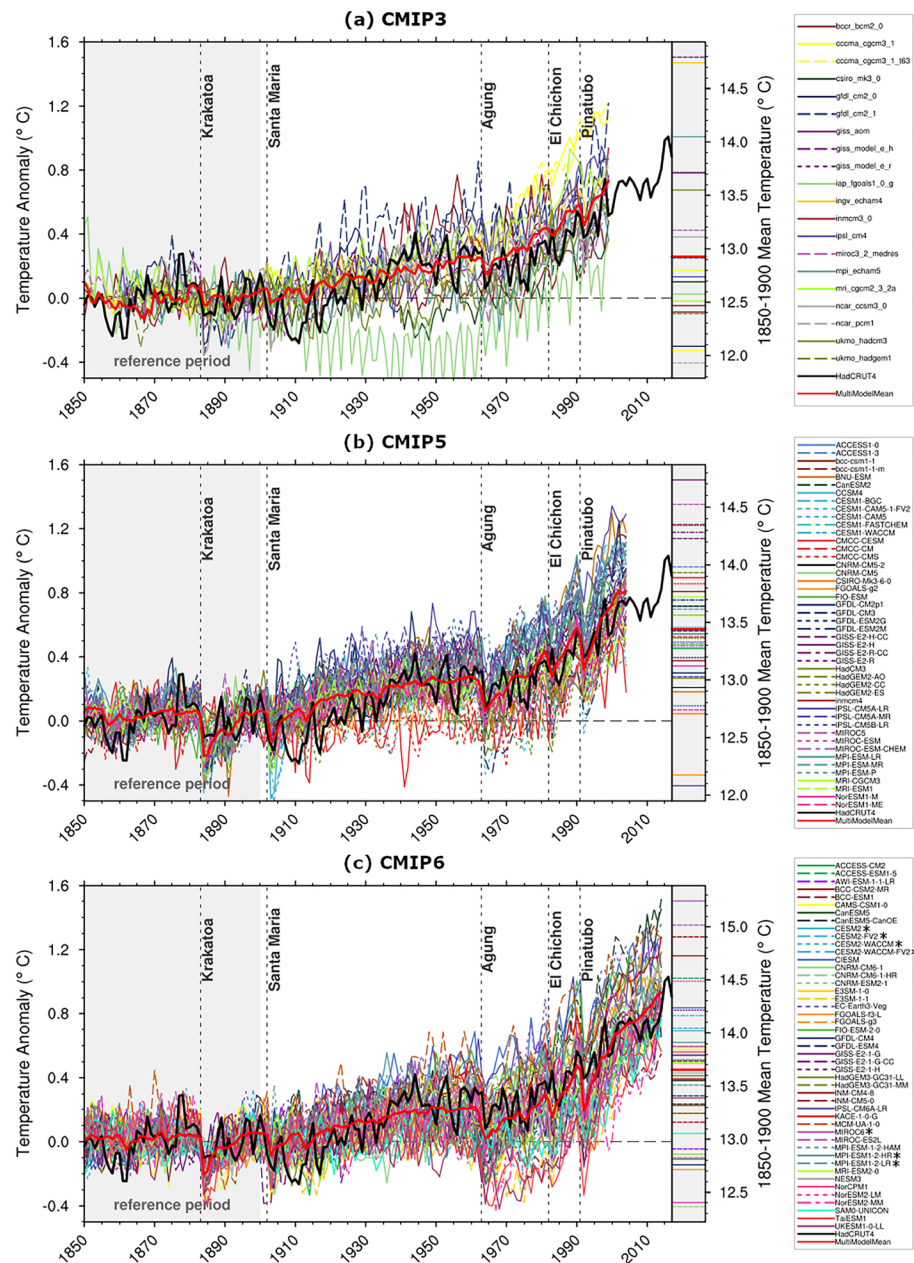 (a) CMIP3
Temperature Anomaly (° C)
1.6
1.2
0.8
0.4
0.0
-0.4
Krakatoa
Santa Maria
Agung
El Chichon
Pinatubo
reference period
1850
1870
1890
1910
1930
1950
1970
1990
2010
14.5
14.0
13.5
13.0
12.5
12.0
1850-1900 Mean Temperature (° C)
bccr_bcm2_0
cccma_cgcm3_1
cccma_cgcm3_1_t63
csiro_mk3_0
gfdl_cm2_0
gfdl_cm2_1
giss_aom
giss_model_e_h
giss_model_e_r
iap_fgoals1_0_g
ingv_echam4
inmcm3_0
ipsl_cm4
miroc3_2_medres
mpi_echam5
mri_cgcm2_3_2a
ncar_ccsm3_0
ncar_pcm1
ukmo_hadcm3
ukmo_hadgem1
HadCRUT4
MultiModelMean
(b) CMIP5
Temperature Anomaly (° C)
1.6
1.2
0.8
0.4
0.0
-0.4
Krakatoa
Santa Maria
Agung
El Chichon
Pinatubo
reference period
1850
1870
1890
1910
1930
1950
1970
1990
2010
14.5
14.0
13.5
13.0
12.5
12.0
1850-1900 Mean Temperature (° C)
ACCESS1-0
ACCESS1-3
bcc-csm1-1
bcc-csm1-1-m
BNU-ESM
CanESM2
CCSM4
CESM1-BGC
CESM1-CAM5-1-FV2
CESM1-CAM5
CESM1-FASTCHEM
CESM1-WACCM
CMCC-CESM
CMCC-CM
CMCC-CMS
CNRM-CM5-2
CNRM-CM5
CSIRO-Mk3-6-0
FGOALS-g2
FIO-ESM
GFDL-CM2p1
GFDL-CM3
GFDL-ESM2G
GFDL-ESM2M
GISS-E2-H-CC
GISS-E2-H
GISS-E2-R-CC
GISS-E2-R
HadCM3
HadGEM2-AO
HadGEM2-CC
HadGEM2-ES
inmcm4
IPSL-CM5A-LR
IPSL-CM5A-MR
IPSL-CM5B-LR
MIROC5
MIROC-ESM
MIROC-ESM-CHEM
MPI-ESM-LR
MPI-ESM-MR
MPI-ESM-P
MRI-CGCM3
MRI-ESM1
NorESM1-M
NorESM1-ME
HadCRUT4
MultiModelMean
(c) CMIP6
Temperature Anomaly (° C)
1.6
1.2
0.8
0.4
0.0
-0.4
Krakatoa
Santa Maria
Agung
El Chichon
Pinatubo
reference period
1850
1870
1890
1910
1930
1950
1970
1990
2010
15.0
14.5
14.0
13.5
13.0
12.5
1850-1900 Mean Temperature (° C)
ACCESS-CM2
ACCESS-ESM1-5
AWI-ESM-1-1-LR
BCC-CSM2-MR
BCC-ESM1
CAMS-CSM1-0
CanESM5
CanESM5-CanOE
CESM2*
CESM2-FV2*
CESM2-WACCM*
CESM2-WACCM-FV2*
CIESM
CNRM-CM6-1
CNRM-CM6-1-HR
CNRM-ESM2-1
E3SM-1-0
E3SM-1-1
EC-Earth3-Veg
FGOALS-f3-L
FGOALS-g3
FIO-ESM-2-0
GFDL-CM4
GFDL-ESM4
GISS-E2-1-G
GISS-E2-1-G-CC
GISS-E2-1-H
HadGEM3-GC31-LL
HadGEM3-GC31-MM
INM-CM4-8
INM-CM5-0
IPSL-CM6A-LR
KACE-1-0-G
MCM-UA-1-0
MIROC6*
MIROC-ES2L
MPI-ESM-1-2-HAM
MPI-ESM1-2-HR*
MPI-ESM1-2-LR*
MRI-ESM2-0
NESM3
NorCPM1
NorESM2-LM
NorESM2-MM
SAM0-UNICON
TaiESM1
UKESM1-0-LL
HadCRUT4
MultiModelMean